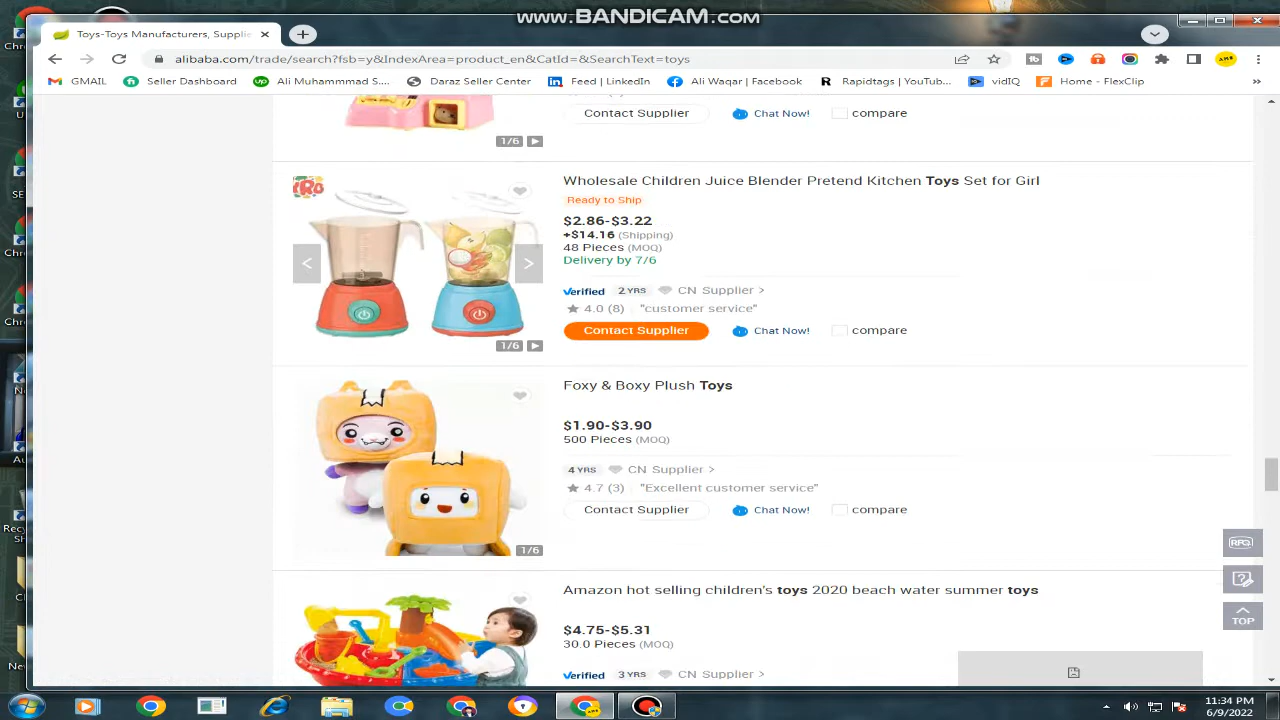 www.BANDICAM.com
Toys-Toys Manufacturers, Supplie
alibaba.com/trade/search?fsb=y&IndexArea=product_en&CatId=&SearchText=toys
GMAIL Seller Dashboard Ali Muhammad S.... Daraz Seller Center Feed | LinkedIn Ali Waqar | Facebook Rapidtags | YouTub... vidIQ Home - FlexClip »
Contact Supplier Chat Now! compare
1/6
Wholesale Children Juice Blender Pretend Kitchen Toys Set for Girl
Ready to Ship
$2.86-$3.22
+$14.16 (Shipping)
48 Pieces (MOQ)
Delivery by 7/6
Verified 2 YRS CN Supplier >
4.0 (8) "customer service"
Contact Supplier Chat Now! compare
1/6
Foxy & Boxy Plush Toys
$1.90-$3.90
500 Pieces (MOQ)
4 YRS CN Supplier >
4.7 (3) "Excellent customer service"
Contact Supplier Chat Now! compare
1/6
RFQ
TOP
Amazon hot selling children's toys 2020 beach water summer toys
$4.75-$5.31
30.0 Pieces (MOQ)
Verified 3 YRS CN Supplier >
11:34 PM
6/9/2022